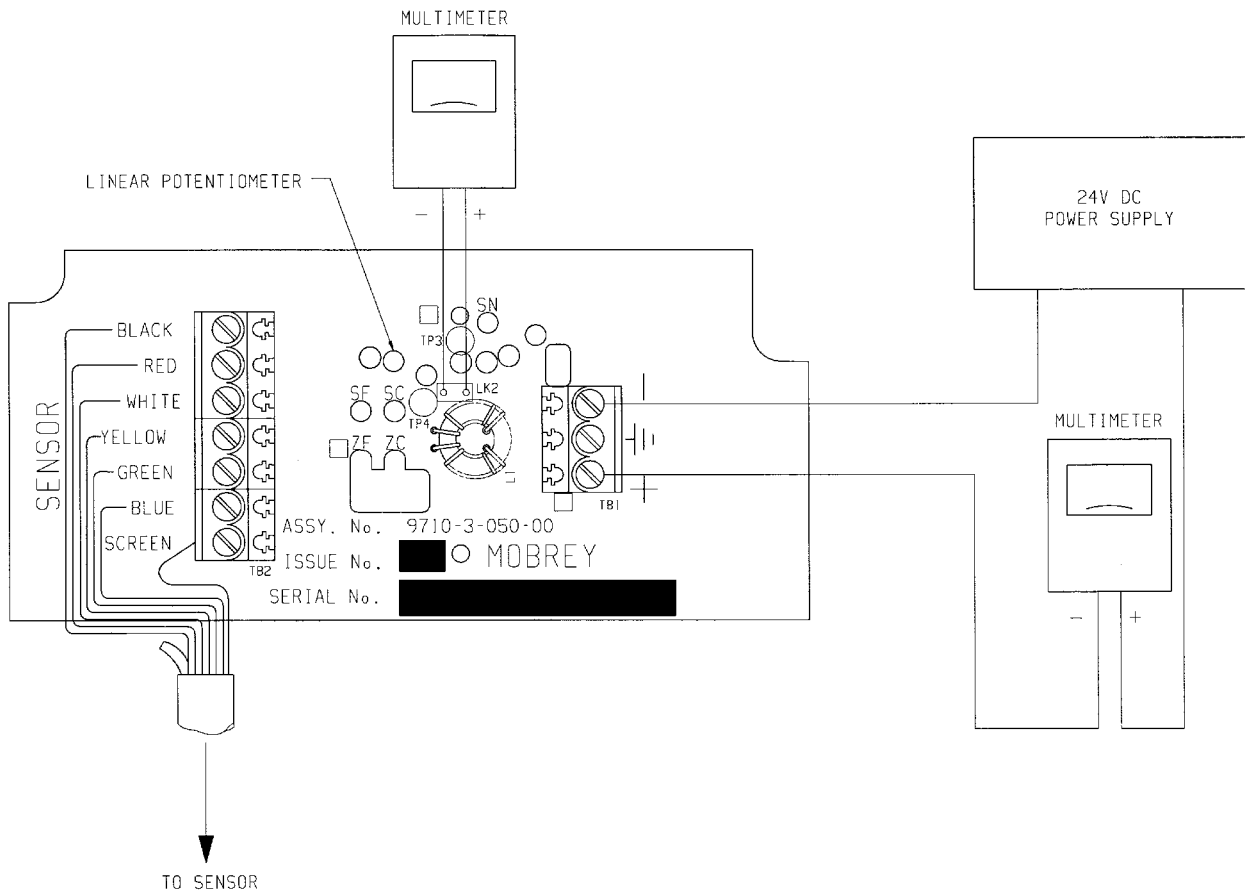 MULTIMETER
LINEAR POTENTIOMETER
- +
24V DC
POWER SUPPLY
SN
TP3
BLACK
RED
LK2
WHITE
SF SC
TP4
YELLOW
ZF ZC
MULTIMETER
GREEN
L1
BLUE
+
TB1
SENSOR
ASSY. No. 9710-3-050-00
SCREEN
ISSUE No. MOBREY
TB2
SERIAL No.
- +
TO SENSOR